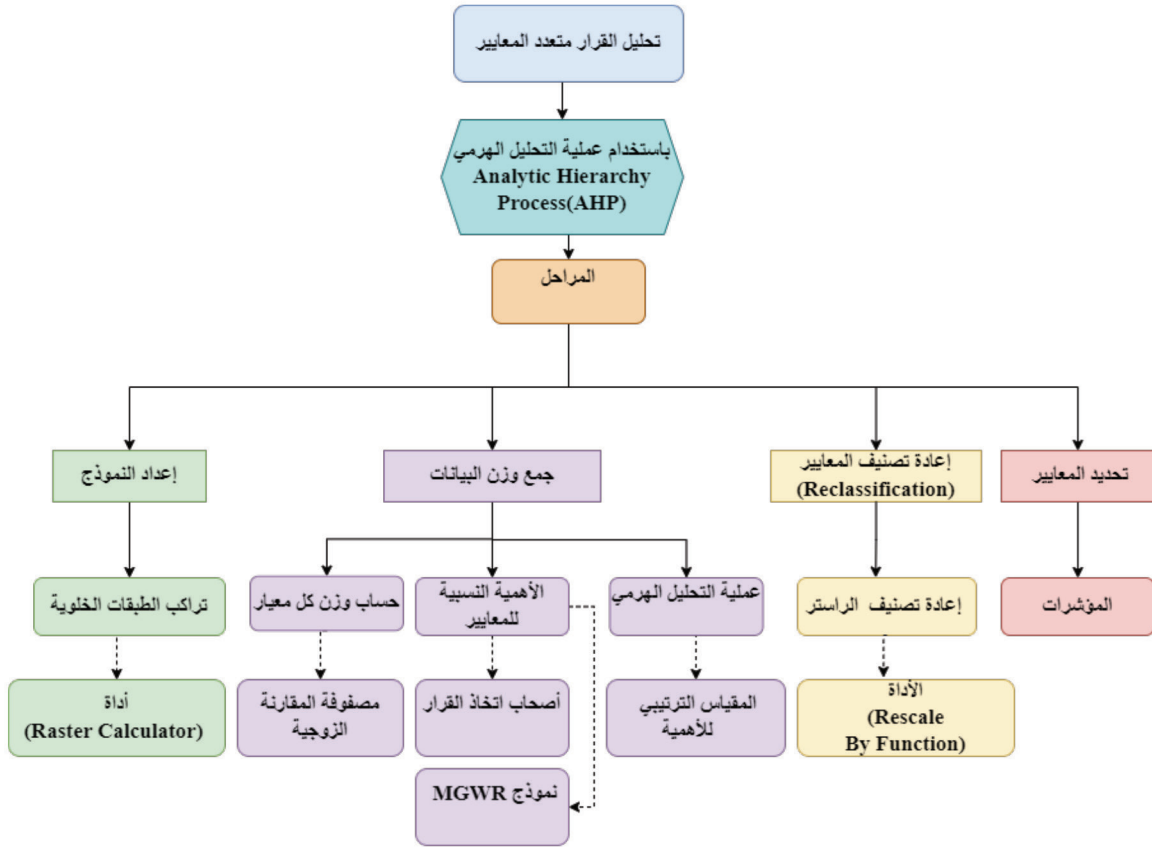 تحليل القرار متعدد المعايير
باستخدام عملية التحليل الهرمي
Analytic Hierarchy
Process(AHP)
المراحل
تحديد المعايير
إعادة تصنيف المعايير
(Reclassification)
جمع وزن البيانات
إعداد النموذج
المؤشرات
إعادة تصنيف الراستر
عملية التحليل الهرمي
الأهمية النسبية
للمعايير
حساب وزن كل معيار
تراكب الطبقات الخلوية
الأداة
(Rescale
By Function)
المقياس الترتيبي
للأهمية
أصحاب اتخاذ القرار
مصفوفة المقارنة
الزوجية
أداة
(Raster Calculator)
نموذج MGWR